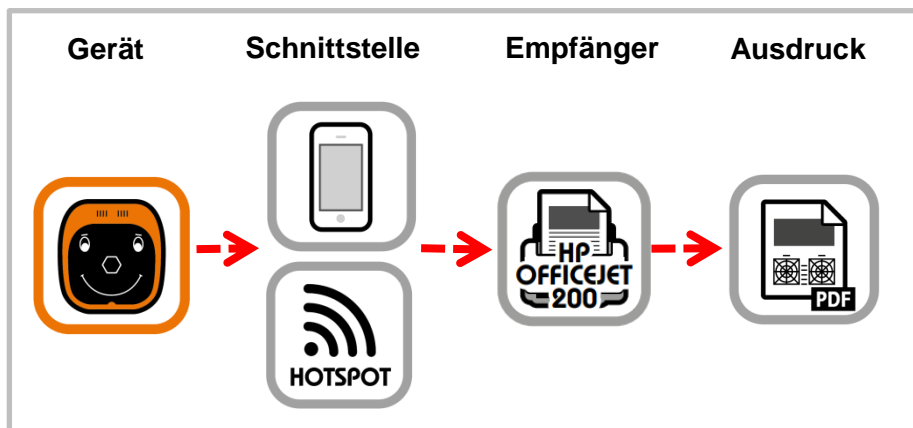 Gerät Schnittstelle Empfänger Ausdruck
HP
OFFICEJET
200
PDF
HOTSPOT